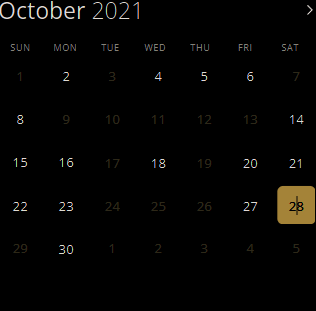 October 2021
SUN MON TUE WED THU FRI SAT
1 2 3 4 5 6 7
8 9 10 11 12 13 14
15 16 17 18 19 20 21
22 23 24 25 26 27 28
29 30 1 2 3 4 5